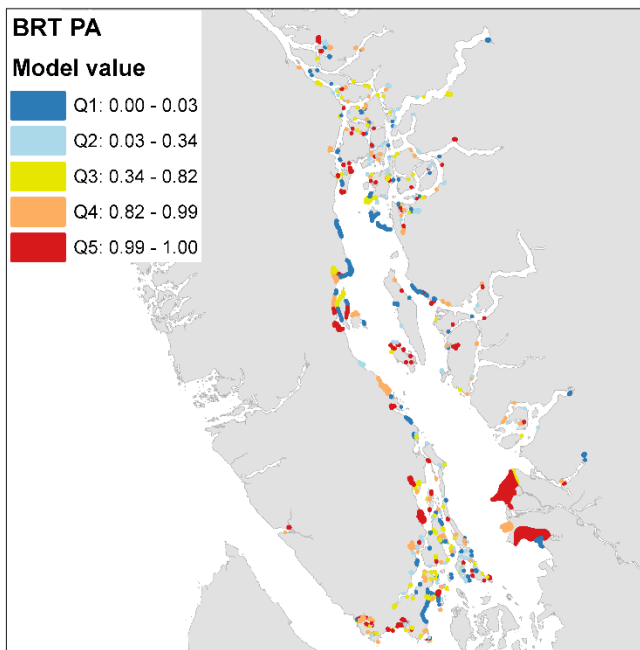 BRT PA
Model value
Q1: 0.00 - 0.03
Q2: 0.03 - 0.34
Q3: 0.34 - 0.82
Q4: 0.82 - 0.99
Q5: 0.99 - 1.00